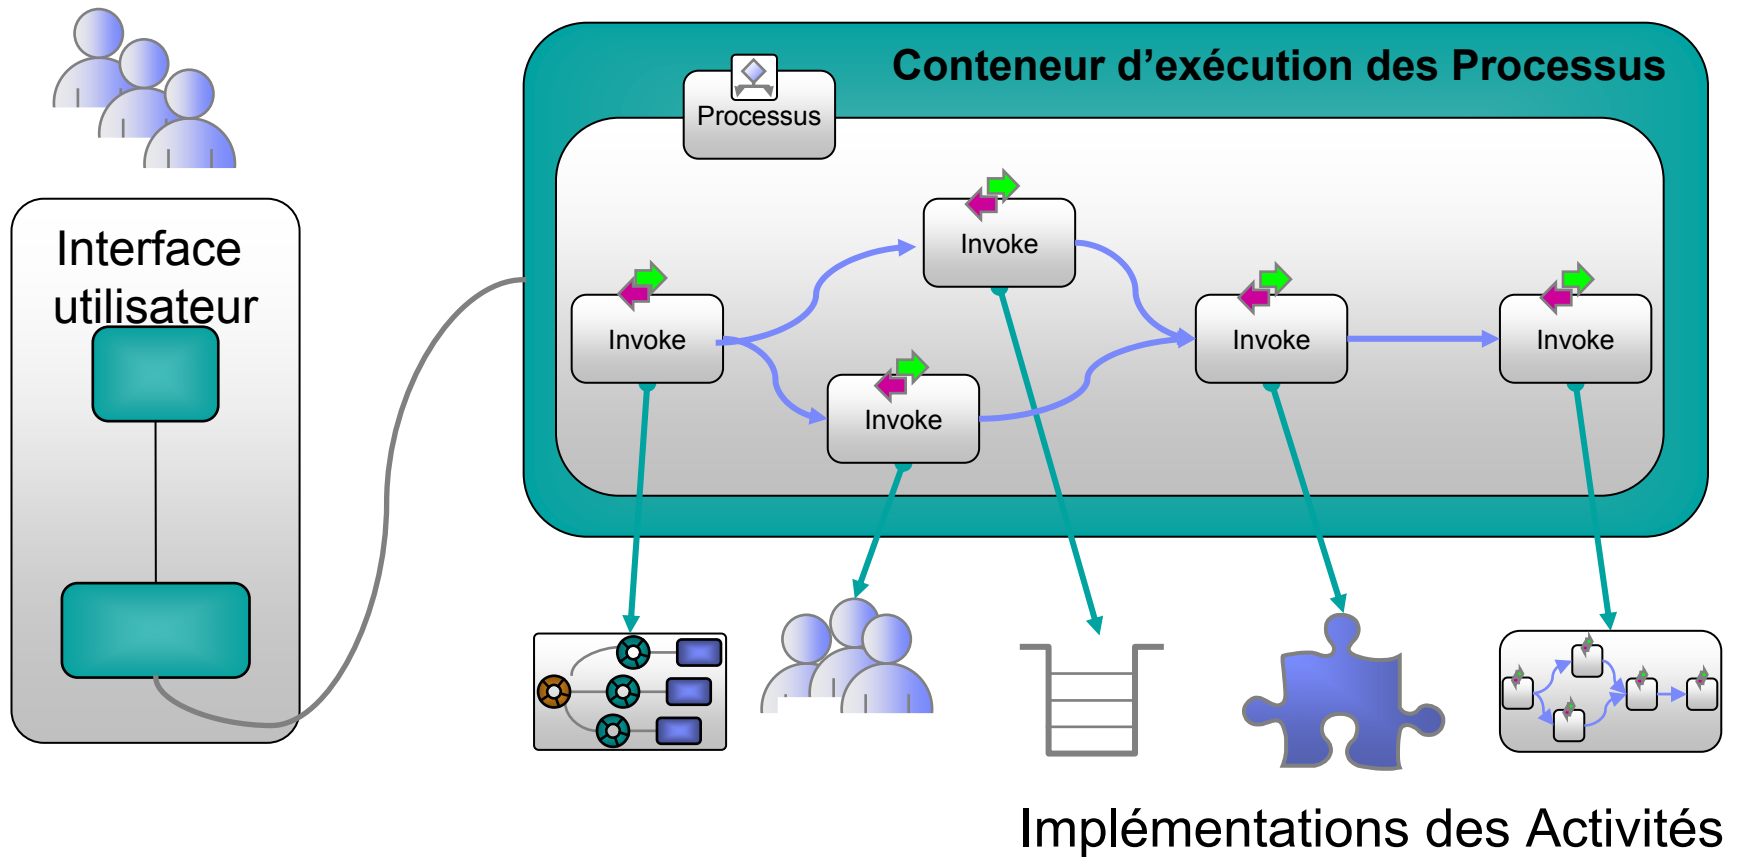 Conteneur d’exécution des Processus
Processus
Interface
utilisateur
Invoke
Invoke
Invoke
Invoke
Invoke
Implémentations des Activités